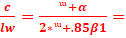 c/lw = ᵚ+α/2*ᵚ+.85β1 =